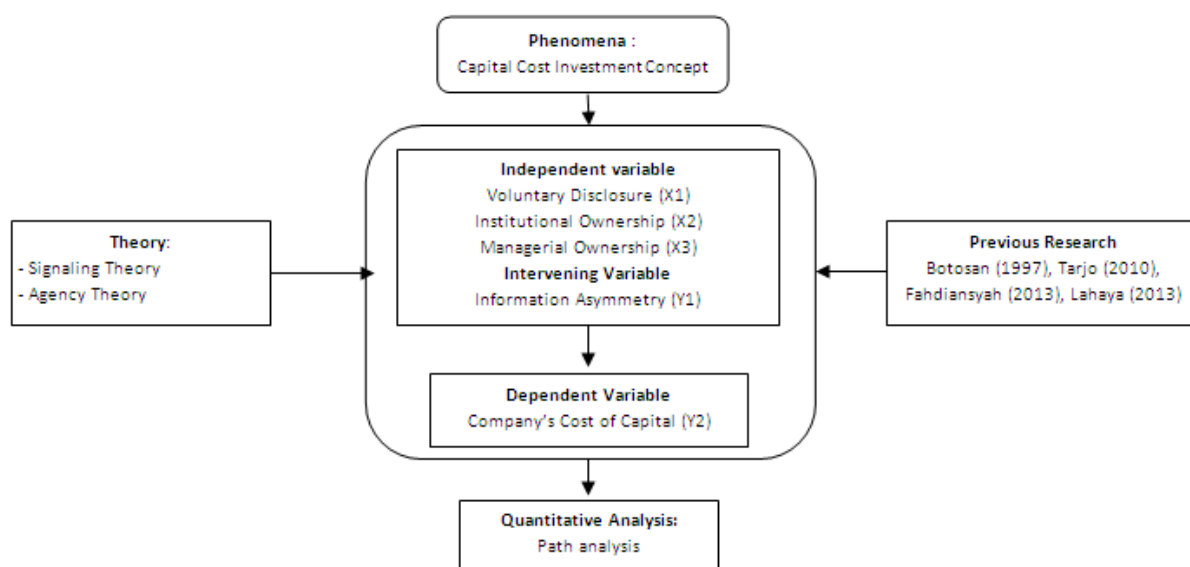 Phenomena :
Capital Cost Investment Concept
Independent variable
Voluntary Disclosure (X1)
Institutional Ownership (X2)
Managerial Ownership (X3)
Intervening Variable
Information Asymmetry (Y1)
Theory:
- Signaling Theory
- Agency Theory
Previous Research
Botosan (1997), Tarjo (2010),
Fahdiansyah (2013), Lahaya (2013)
Dependent Variable
Company's Cost of Capital (Y2)
Quantitative Analysis:
Path analysis